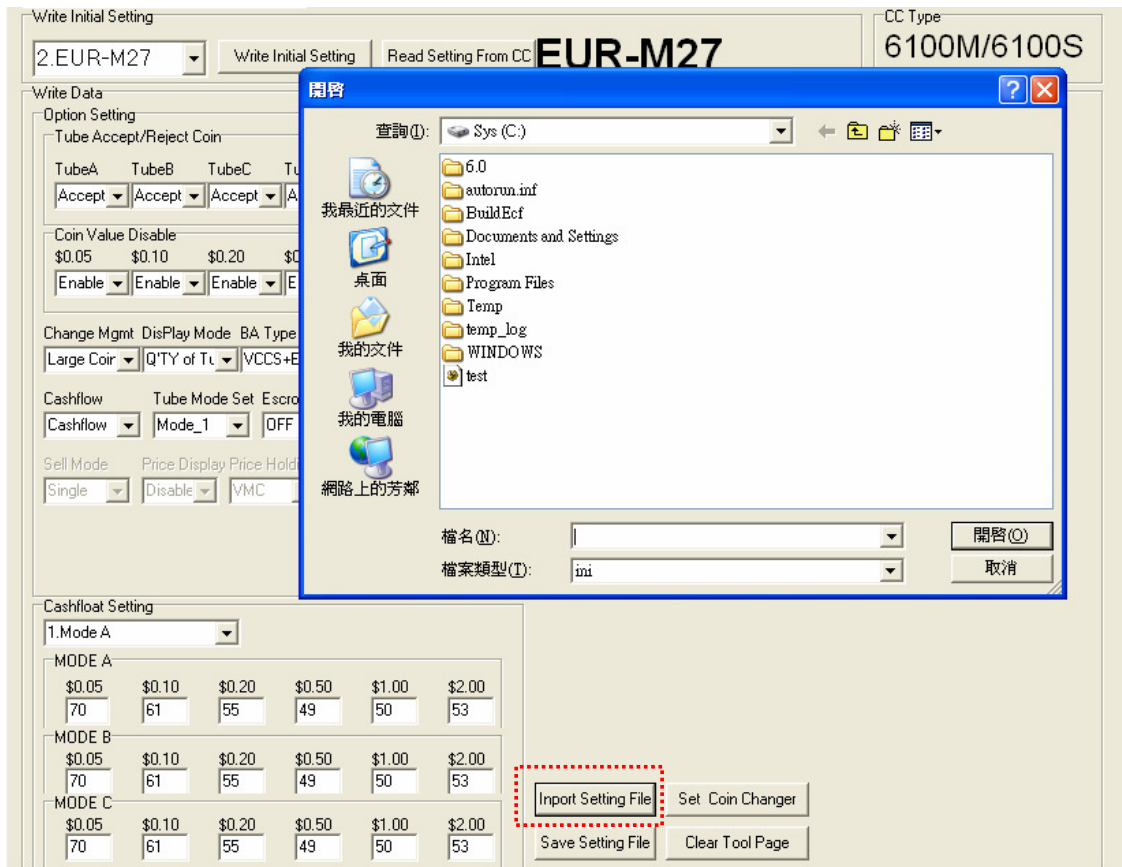 Write Initial Setting
CC Type
2.EUR-M27 Write Initial Setting Read Setting From CC EUR-M27 6100M/6100S
Write Data
Option Setting
Tube Accept/Reject Coin
TubeA TubeB TubeC
Accept Accept Accept
Coin Value Disable
$0.05 $0.10 $0.20
Enable Enable Enable
Change Mgmt DisPlay Mode BA Type
Large Coir Q'TY of VCCS+E
Cashflow Tube Mode Set Escro
Cashflow Mode_1 OFF
Sell Mode Price Display Price Holdi
Single Disable VMC
開啓
查詢(I): Sys (C:)
我最近的文件
桌面
我的文件
我的電腦
網路上的芳鄰
6.0
autorun.inf
BuildEcf
Documents and Settings
Intel
Program Files
Temp
temp_log
WINDOWS
test
檔名(N): 開啓(O)
檔案類型(T): ini 取消
Cashfloat Setting
1.Mode A
MODE A
$0.05 $0.10 $0.20 $0.50 $1.00 $2.00
70 61 55 49 50 53
MODE B
$0.05 $0.10 $0.20 $0.50 $1.00 $2.00
70 61 55 49 50 53
MODE C
$0.05 $0.10 $0.20 $0.50 $1.00 $2.00
70 61 55 49 50 53
Inport Setting File Set Coin Changer
Save Setting File Clear Tool Page